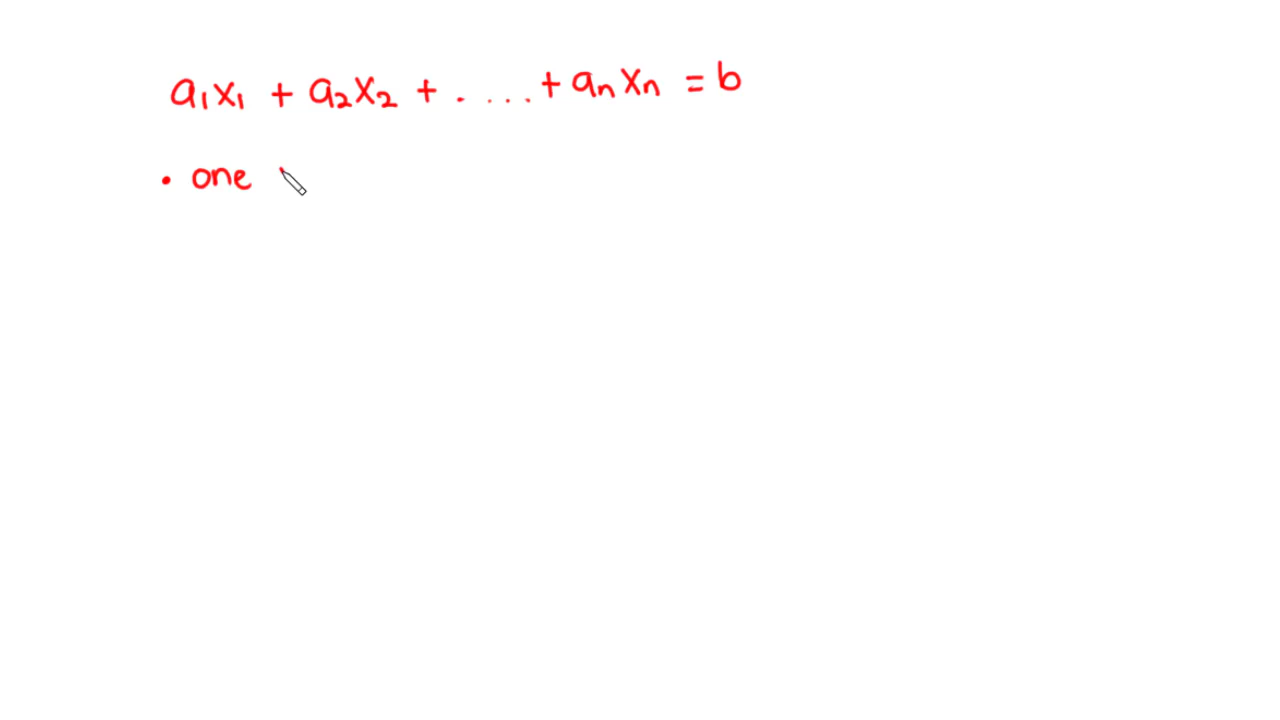 a₁x₁ + a₂x₂ + ..... + aₙxₙ = b
• one